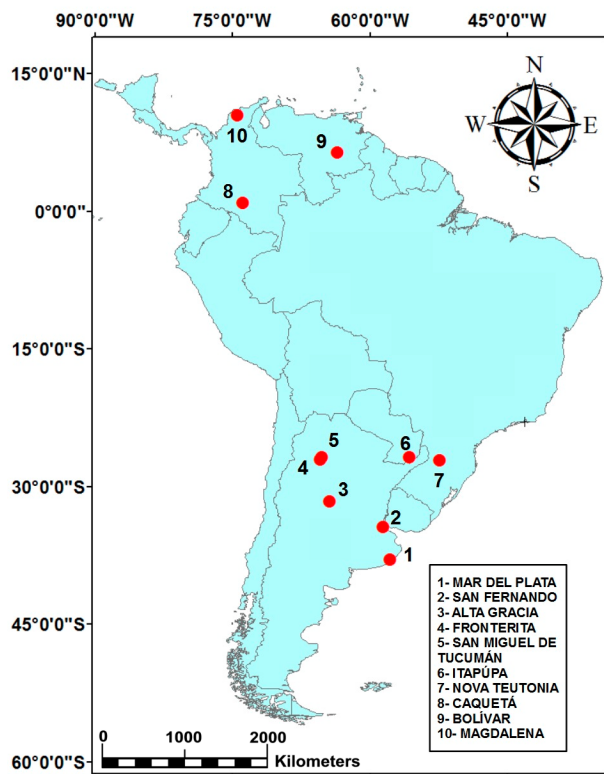 90°0'0"W 75°0'0"W 60°0'0"W 45°0'0"W
15°0'0"N
N
W E
S
10
9
8
0°0'0"
15°0'0"S
5
6
4
7
3
30°0'0"S
2
1
1- MAR DEL PLATA
2- SAN FERNANDO
3- ALTA GRACIA
4- FRONTERITA
5- SAN MIGUEL DE
TUCUMÁN
6- ITAPÚPA
7- NOVA TEUTONIA
8- CAQUETÁ
9- BOLÍVAR
10- MAGDALENA
45°0'0"S
0 1000 2000
Kilometers
60°0'0"S